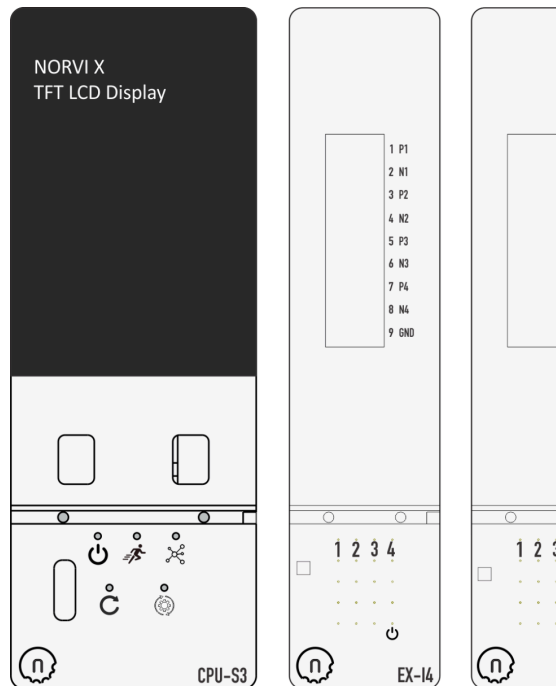 NORVI X
TFT LCD Display
n
CPU-S3
1 P1
2 N1
3 P2
4 N2
5 P3
6 N3
7 P4
8 N4
9 GND
1 2 3 4
n
EX-I4
1 2 3
n